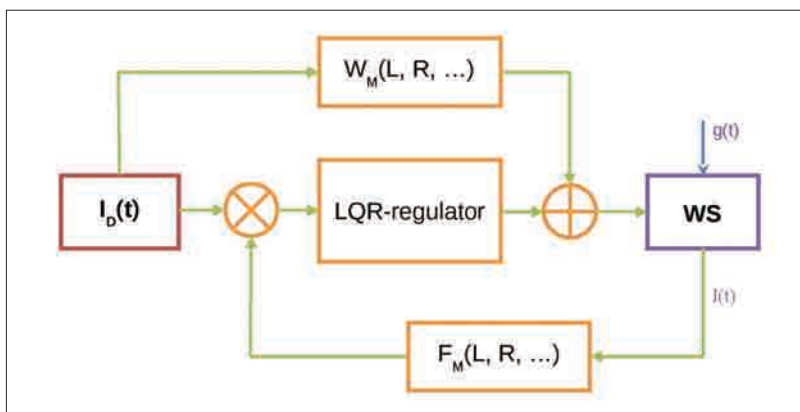 W_M(L, R, ...)
g(t)
I_D(t)
LQR-regulator
WS
J(t)
F_M(L, R, ...)